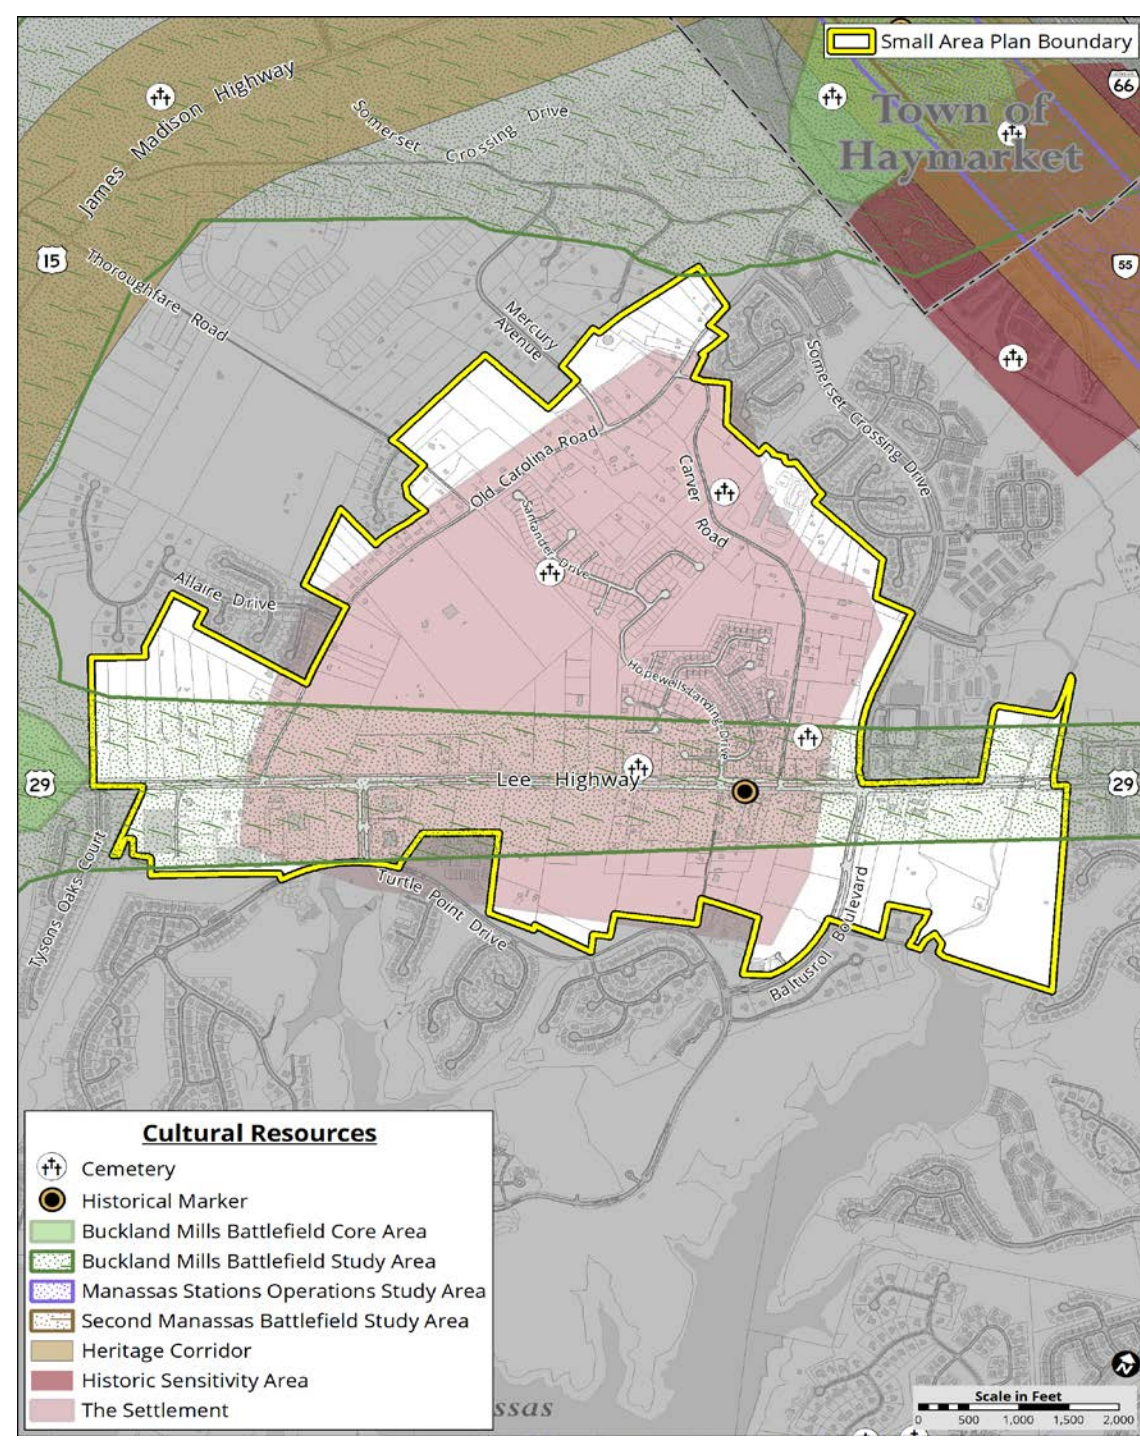 Small Area Plan Boundary
66
Town of
Haymarket
James Madison Highway
Somerset Crossing Drive
15
55
Thoroughfare Road
Mercury
Avenue
Somerset Crossing Drive
Old Carolina Road
Carver Road
Santander Drive
Allaire Drive
Hopewells Landing Drive
29
Lee Highway
29
Tysons Oaks Court
Turtle Point Drive
Baltusrol Boulevard
Cultural Resources
Cemetery
Historical Marker
Buckland Mills Battlefield Core Area
Buckland Mills Battlefield Study Area
Manassas Stations Operations Study Area
Second Manassas Battlefield Study Area
Heritage Corridor
Historic Sensitivity Area
The Settlement
ssas
N
Scale in Feet
0 500 1,000 1,500 2,000